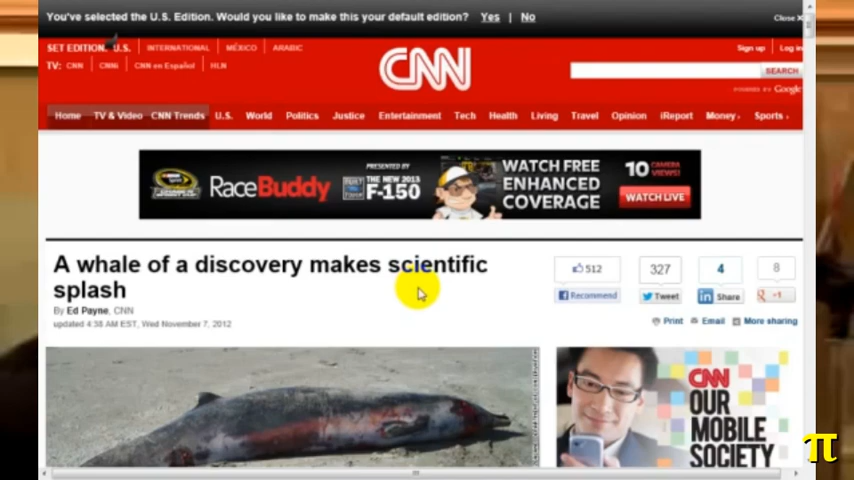 You've selected the U.S. Edition. Would you like to make this your default edition? Yes | No
Close X
SET EDITION: U.S.
INTERNATIONAL
MÉXICO
ARABIC
Sign up
Log in
TV: CNN
CNNi
CNN en Español
HLN
CNN
SEARCH
POWERED BY Google
Home TV & Video CNN Trends U.S. World Politics Justice Entertainment Tech Health Living Travel Opinion iReport Money Sports
RaceBuddy
PRESENTED BY
THE NEW 2013
F-150
WATCH FREE
ENHANCED
COVERAGE
10 CAMERA
VIEWS!
WATCH LIVE
A whale of a discovery makes scientific
splash
By Ed Payne, CNN
updated 4:38 AM EST, Wed November 7, 2012
512
327
4
8
Recommend
Tweet
Share
+1
Print
Email
More sharing
CNN
OUR
MOBILE
SOCIETY
π